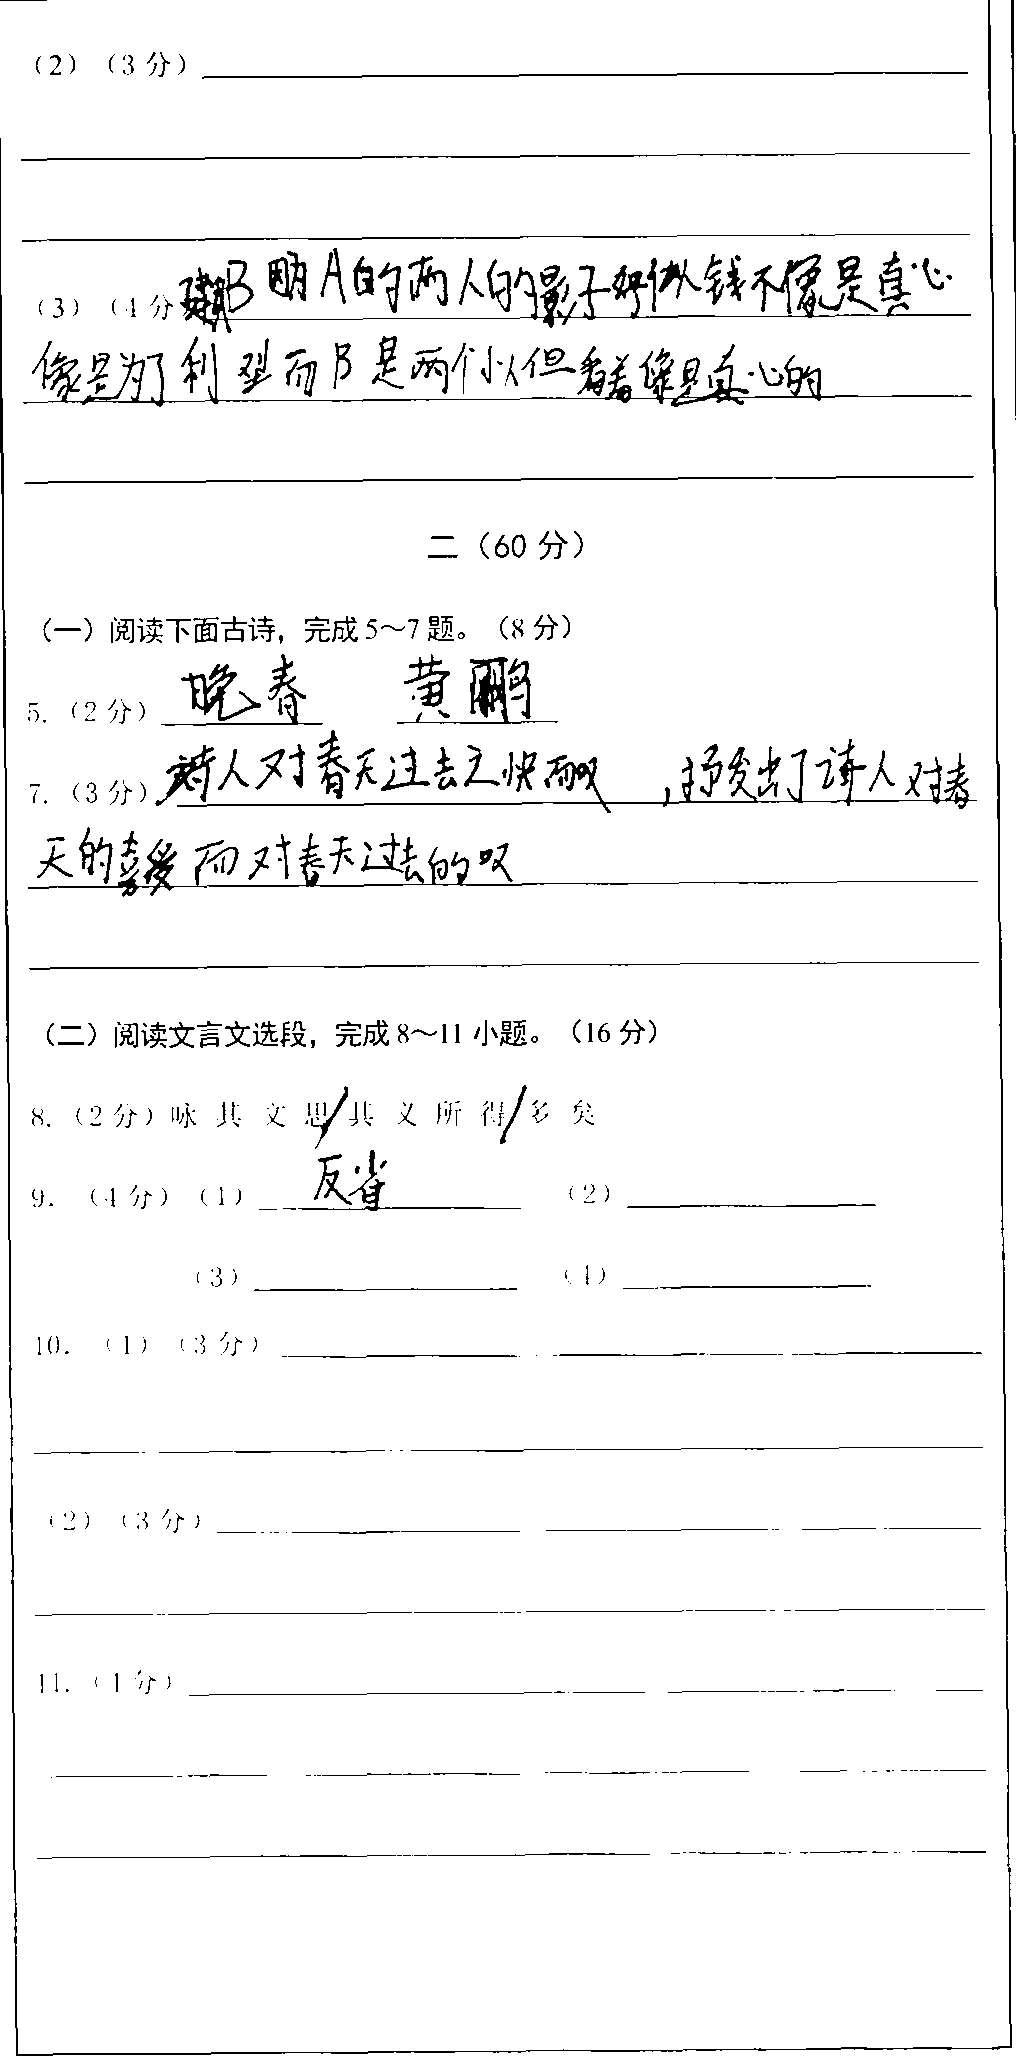 （2）（3分）
（3）（4分 B 因为A的两人的影子好似钱不像是真心
像是为了利 而B是两个小人但看着像是真心的
二（60分）
（一）阅读下面古诗，完成5～7题。（8分）
5.（2分） 晚春 黄鹂
7.（3分） 诗人对春天过去之快而叹 ，抒发出了诗人对春
天的喜爱而对春天过去的叹
（二）阅读文言文选段，完成8～11小题。（16分）
8.（2分）咏其文思/其义所得/多矣
9.（4分）（1） 反省 （2）
（3） （4）
10.（1）（3分）
（2）（3分）
11.（4分）